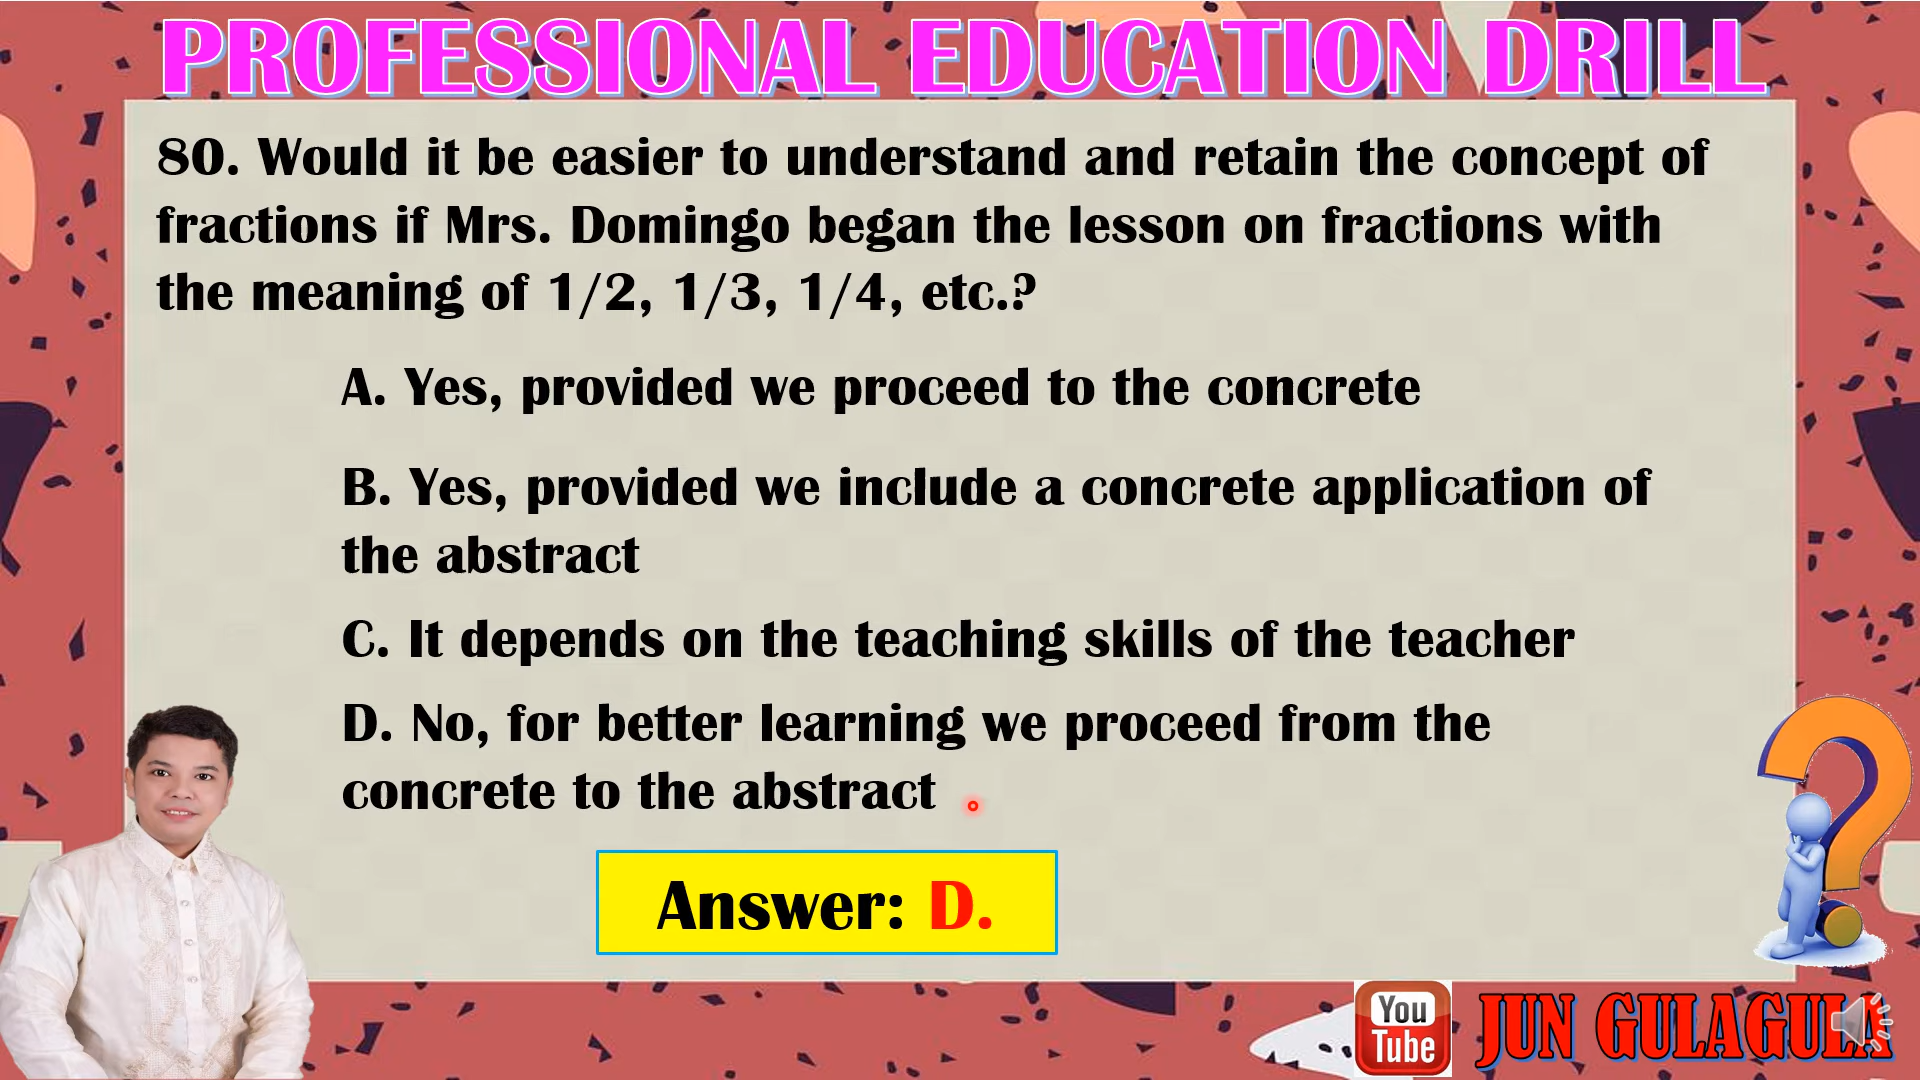 PROFESSIONAL EDUCATION DRILL
80. Would it be easier to understand and retain the concept of
fractions if Mrs. Domingo began the lesson on fractions with
the meaning of 1/2, 1/3, 1/4, etc.?
A. Yes, provided we proceed to the concrete
B. Yes, provided we include a concrete application of
the abstract
C. It depends on the teaching skills of the teacher
D. No, for better learning we proceed from the
concrete to the abstract
Answer: D.
You
Tube
JUN GULAGULA